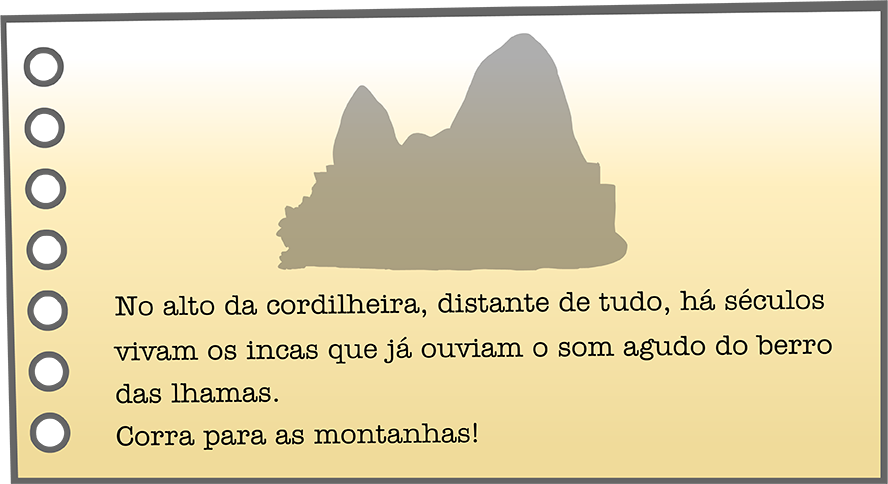 No alto da cordilheira, distante de tudo, há séculos
vivam os incas que já ouviam o som agudo do berro
das lhamas.
Corra para as montanhas!